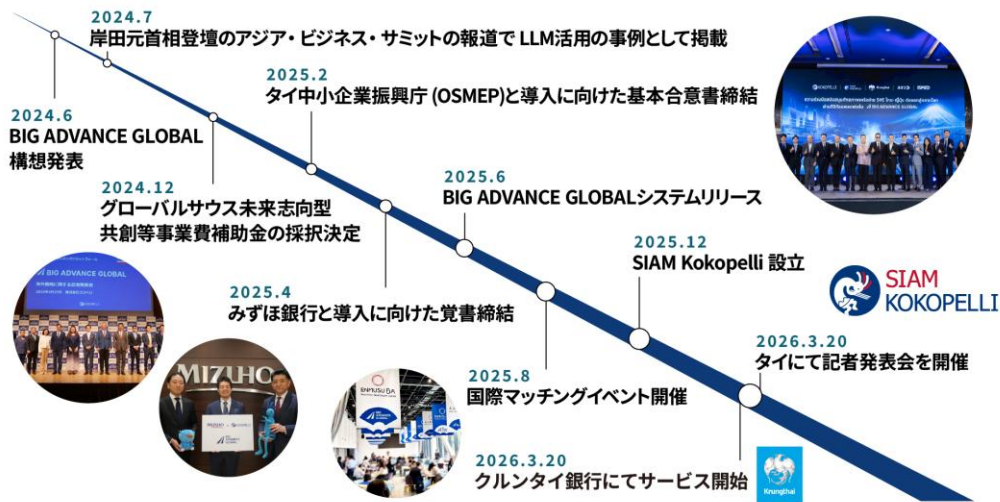 2024.7
岸田元首相登壇のアジア・ビジネス・サミットの報道で LLM活用の事例として掲載
2024.6
BIG ADVANCE GLOBAL
構想発表
2025.2
タイ中小企業振興庁 (OSMEP)と導入に向けた基本合意書締結
2024.12
グローバルサウス未来志向型
共創等事業費補助金の採択決定
2025.6
BIG ADVANCE GLOBALシステムリリース
2025.4
みずほ銀行と導入に向けた覚書締結
2025.12
SIAM Kokopelli 設立
SIAM
KOKOPELLI
2025.8
国際マッチングイベント開催
2026.3.20
タイにて記者発表会を開催
2026.3.20
クルンタイ銀行にてサービス開始
Krungthai
BIG ADVANCE GLOBAL
MIZUHO
BIG ADVANCE GLOBAL